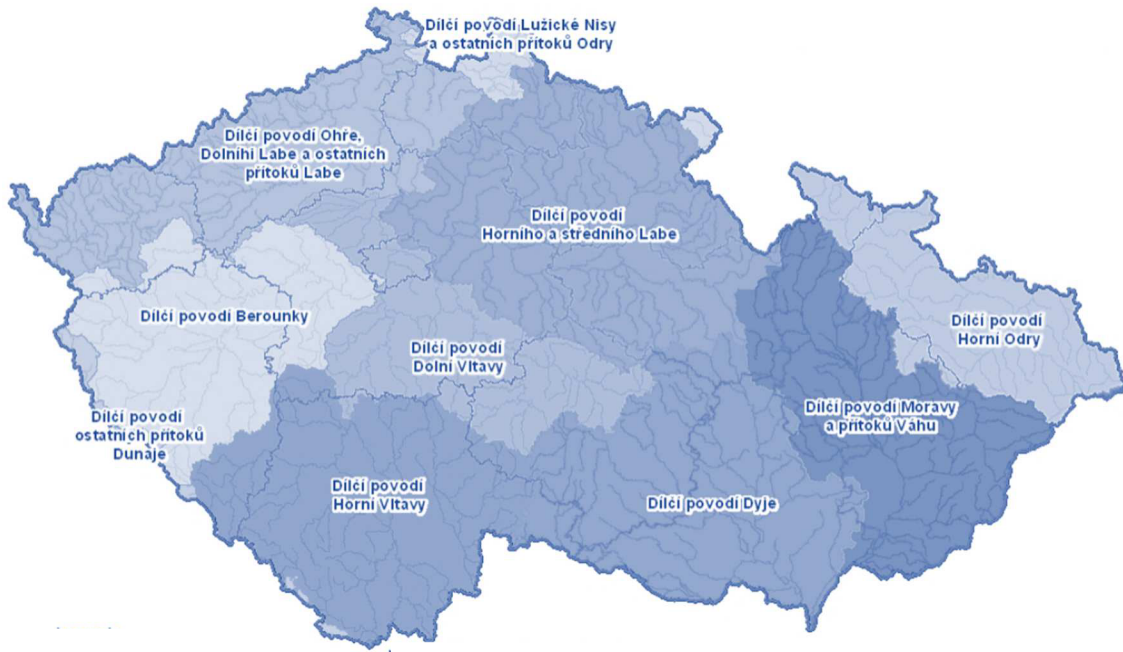 Dílčí povodí Lužické Nisy
a ostatních přítoků Odry
Dílčí povodí Ohře,
Dolníhi Labe a ostatních
přítoků Labe
Dílčí povodí
Horního a středního Labe
Dílčí povodí Berounky
Dílčí povodí
Horní Odry
Dílčí povodí
Dolní Vltavy
Dílčí povodí
ostatních přítoků
Dunaje
Dílčí povodí Moravy
a přítoků Váhu
Dílčí povodí
Horní Vltavy
Dílčí povodí Dyje